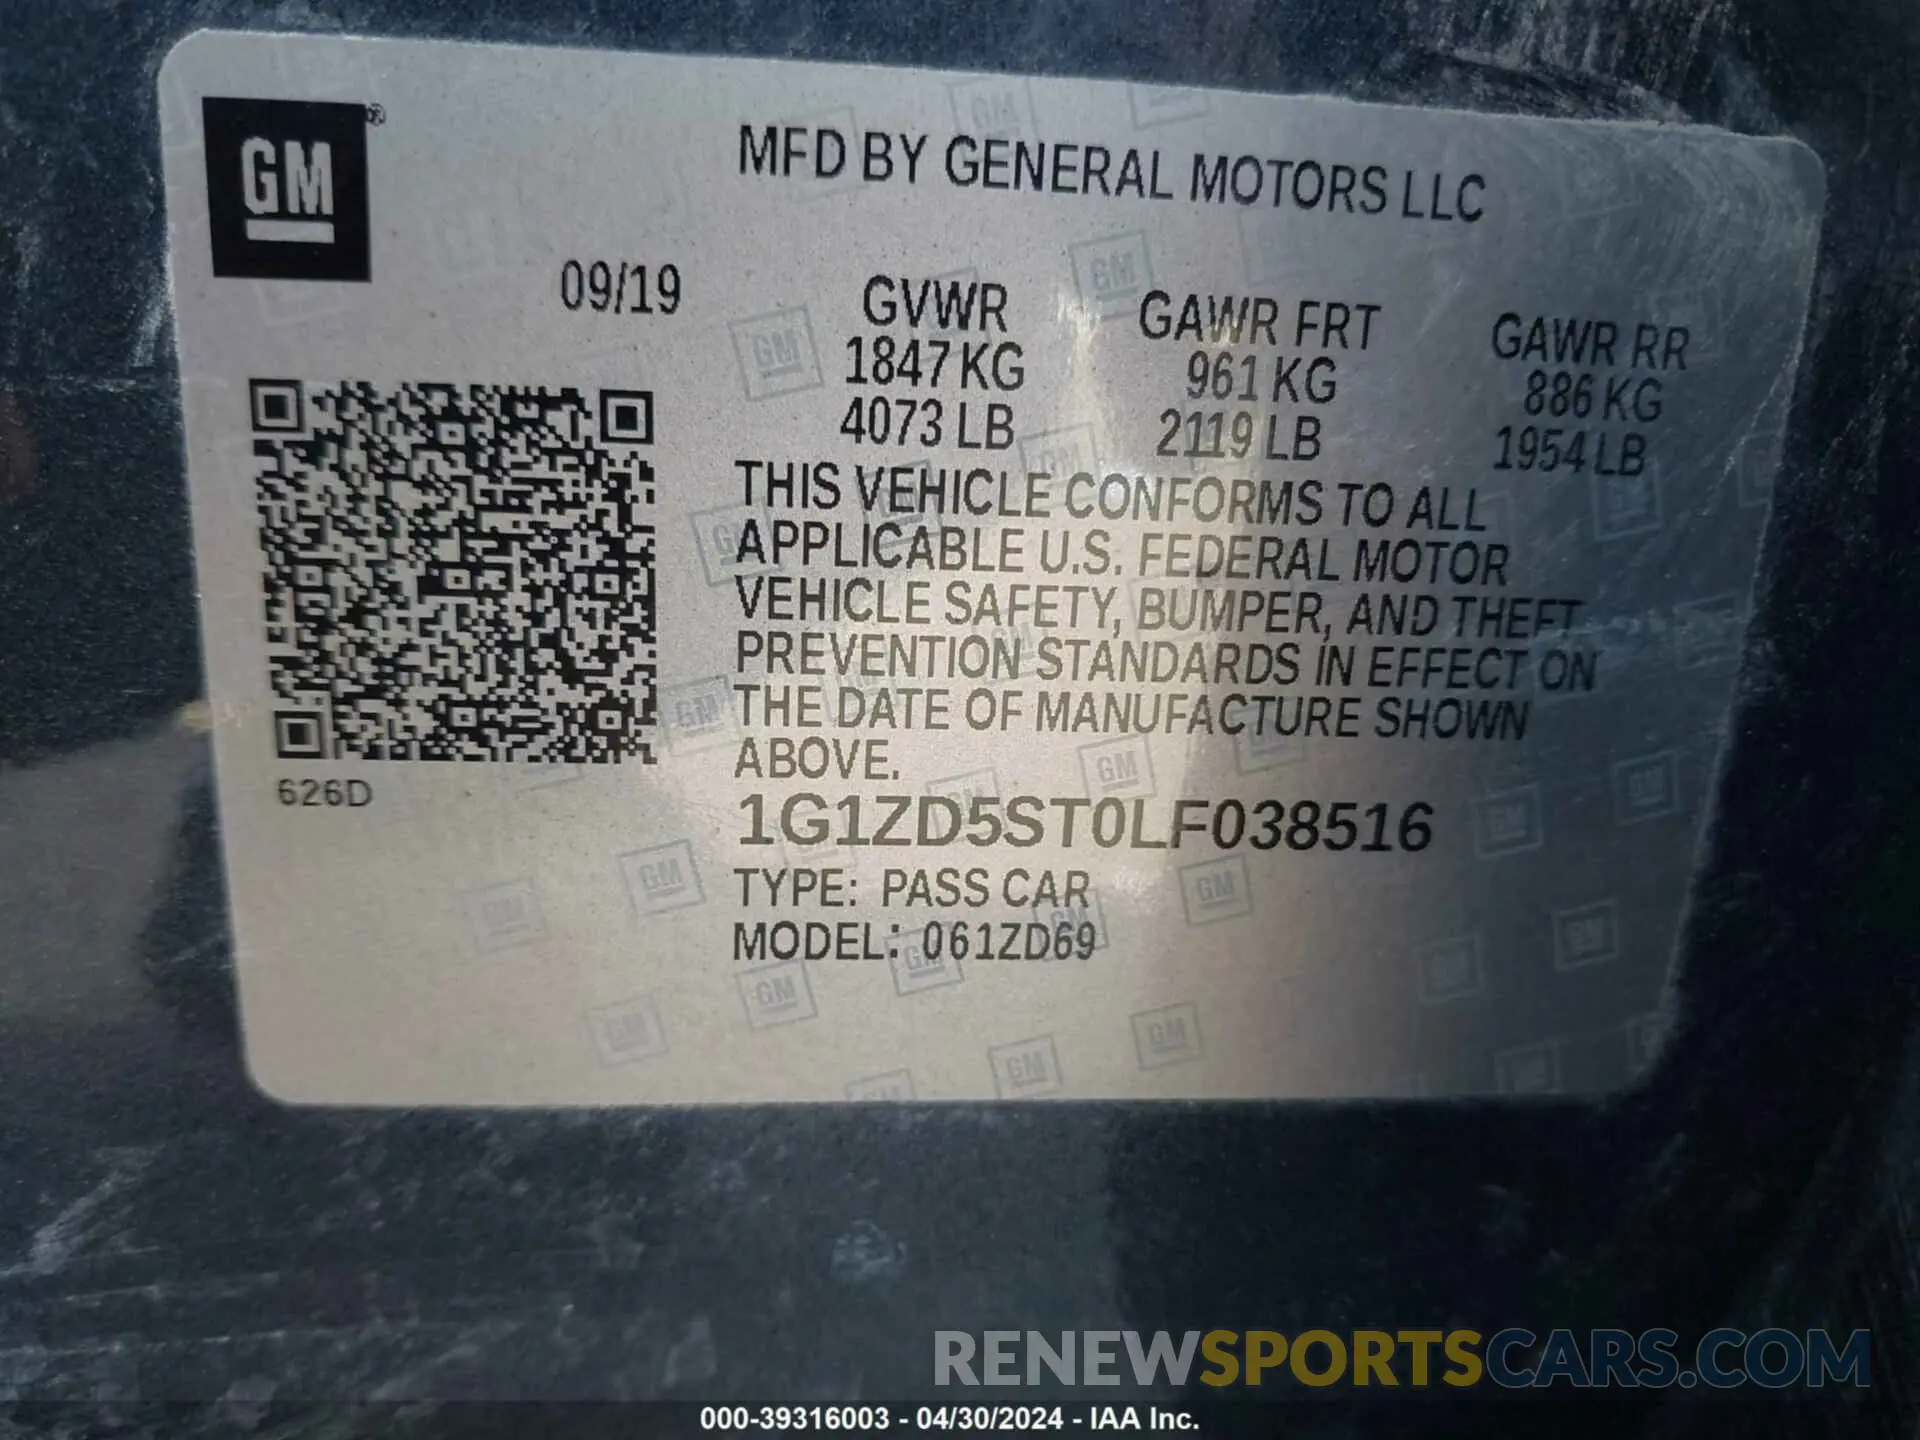 GM®
MFD BY GENERAL MOTORS LLC
09/19
GVWR
1847 KG
4073 LB
GAWR FRT
961 KG
2119 LB
GAWR RR
886 KG
1954 LB
THIS VEHICLE CONFORMS TO ALL
APPLICABLE U.S. FEDERAL MOTOR
VEHICLE SAFETY, BUMPER, AND THEFT
PREVENTION STANDARDS IN EFFECT ON
THE DATE OF MANUFACTURE SHOWN
ABOVE.
626D
1G1ZD5ST0LF038516
TYPE: PASS CAR
MODEL: 061ZD69
RENEWSPORTSCARS.COM
000-39316003 - 04/30/2024 - IAA Inc.